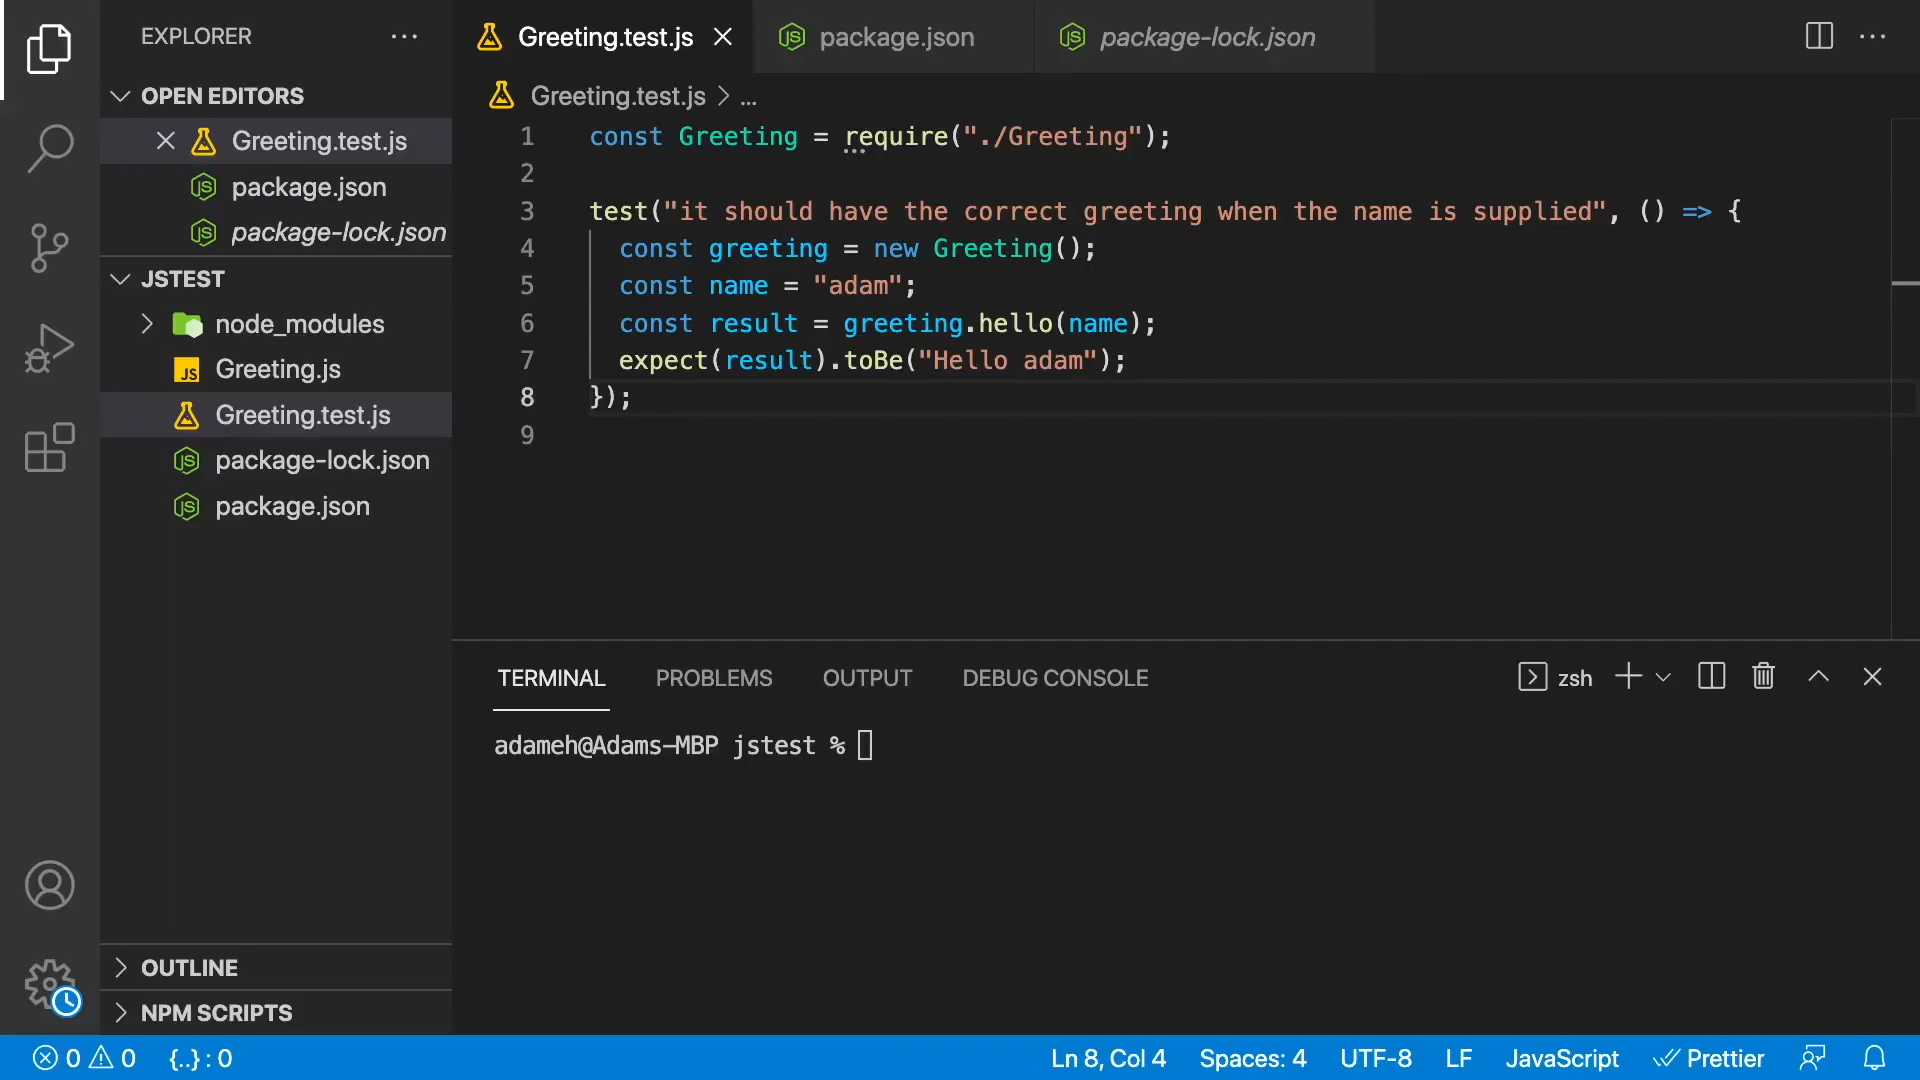 EXPLORER
OPEN EDITORS
Greeting.test.js
package.json
package-lock.json
JSTEST
node_modules
Greeting.js
Greeting.test.js
package-lock.json
package.json
OUTLINE
NPM SCRIPTS
Greeting.test.js
package.json
package-lock.json
Greeting.test.js > ...
1 const Greeting = require("./Greeting");
2
3 test("it should have the correct greeting when the name is supplied", () => {
4 const greeting = new Greeting();
5 const name = "adam";
6 const result = greeting.hello(name);
7 expect(result).toBe("Hello adam");
8 });
9
TERMINAL PROBLEMS OUTPUT DEBUG CONSOLE zsh
adameh@Adams-MBP jstest %
0 0 {..} : 0 Ln 8, Col 4 Spaces: 4 UTF-8 LF JavaScript Prettier